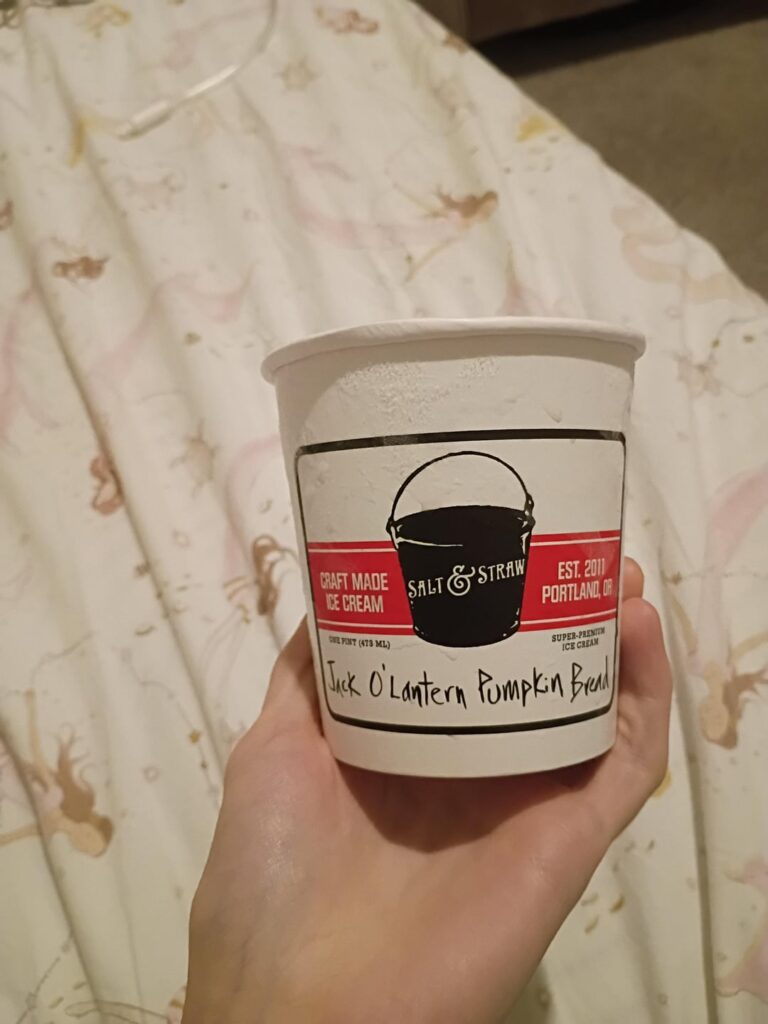 SALT & STRAW
CRAFT MADE
ICE CREAM
EST. 2011
PORTLAND, OR
ONE PINT (473 ML)
SUPER-PREMIUM
ICE CREAM
Jack O'Lantern Pumpkin Bread